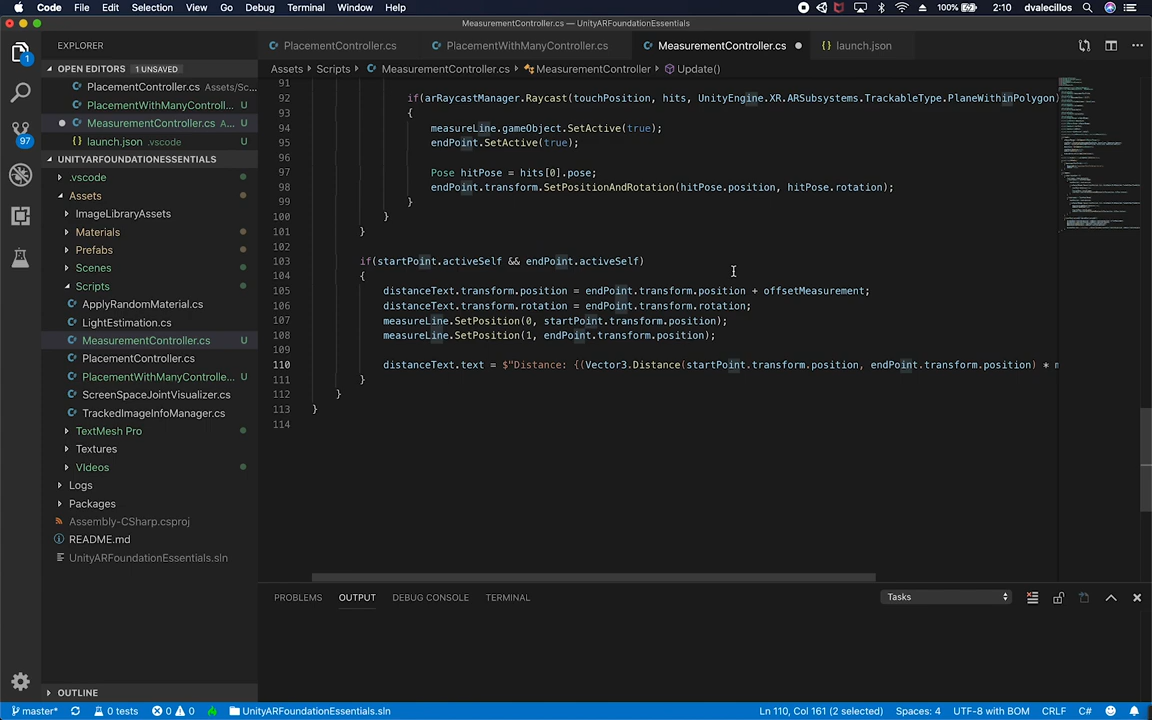 Code File Edit Selection View Go Debug Terminal Window Help 100% 2:10 dvalecillos
MeasurementController.cs — UnityARFoundationEssentials
EXPLORER PlacementController.cs PlacementWithManyController.cs MeasurementController.cs launch.json
OPEN EDITORS 1 UNSAVED
Assets › Scripts › MeasurementController.cs › MeasurementController › Update()
PlacementController.cs Assets/Sc...
PlacementWithManyControll... U
MeasurementController.cs A... U
launch.json .vscode U
UNITYARFOUNDATIONESSENTIALS
.vscode
Assets
ImageLibraryAssets
Materials
Prefabs
Scenes
Scripts
ApplyRandomMaterial.cs
LightEstimation.cs
MeasurementController.cs U
PlacementController.cs
PlacementWithManyControlle... U
ScreenSpaceJointVisualizer.cs
TrackedImageInfoManager.cs
TextMesh Pro
Textures
VIdeos
Logs
Packages
Assembly-CSharp.csproj
README.md
UnityARFoundationEssentials.sln
OUTLINE
91
92 if(arRaycastManager.Raycast(touchPosition, hits, UnityEngine.XR.ARSubsystems.TrackableType.PlaneWithinPolygon)
93 {
94 measureLine.gameObject.SetActive(true);
95 endPoint.SetActive(true);
96
97 Pose hitPose = hits[0].pose;
98 endPoint.transform.SetPositionAndRotation(hitPose.position, hitPose.rotation);
99 }
100 }
101 }
102
103 if(startPoint.activeSelf && endPoint.activeSelf)
104 {
105 distanceText.transform.position = endPoint.transform.position + offsetMeasurement;
106 distanceText.transform.rotation = endPoint.transform.rotation;
107 measureLine.SetPosition(0, startPoint.transform.position);
108 measureLine.SetPosition(1, endPoint.transform.position);
109
110 distanceText.text = $"Distance: {(Vector3.Distance(startPoint.transform.position, endPoint.transform.position) * m
111 }
112 }
113 }
114
PROBLEMS OUTPUT DEBUG CONSOLE TERMINAL Tasks
master* 0 tests 0 0 UnityARFoundationEssentials.sln Ln 110, Col 161 (2 selected) Spaces: 4 UTF-8 with BOM CRLF C#